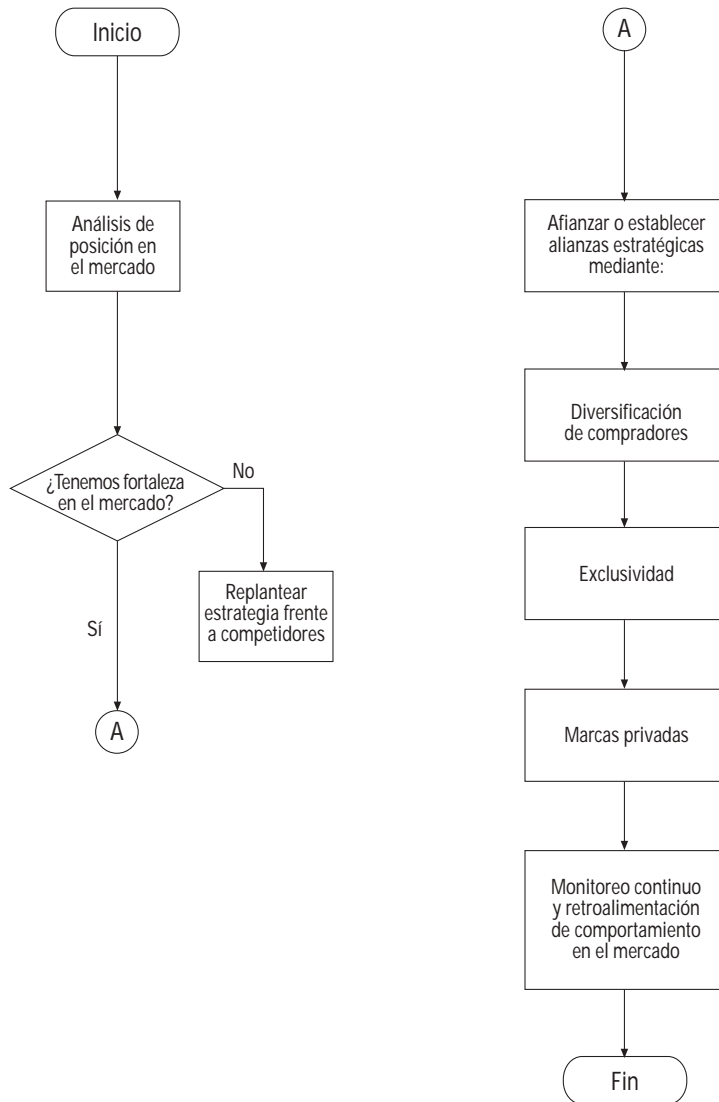 Inicio
Análisis de
posición en
el mercado
¿Tenemos fortaleza
en el mercado?
No
Replantear
estrategia frente
a competidores
Sí
A
A
Afianzar o establecer
alianzas estratégicas
mediante:
Diversificación
de compradores
Exclusividad
Marcas privadas
Monitoreo continuo
y retroalimentación
de comportamiento
en el mercado
Fin